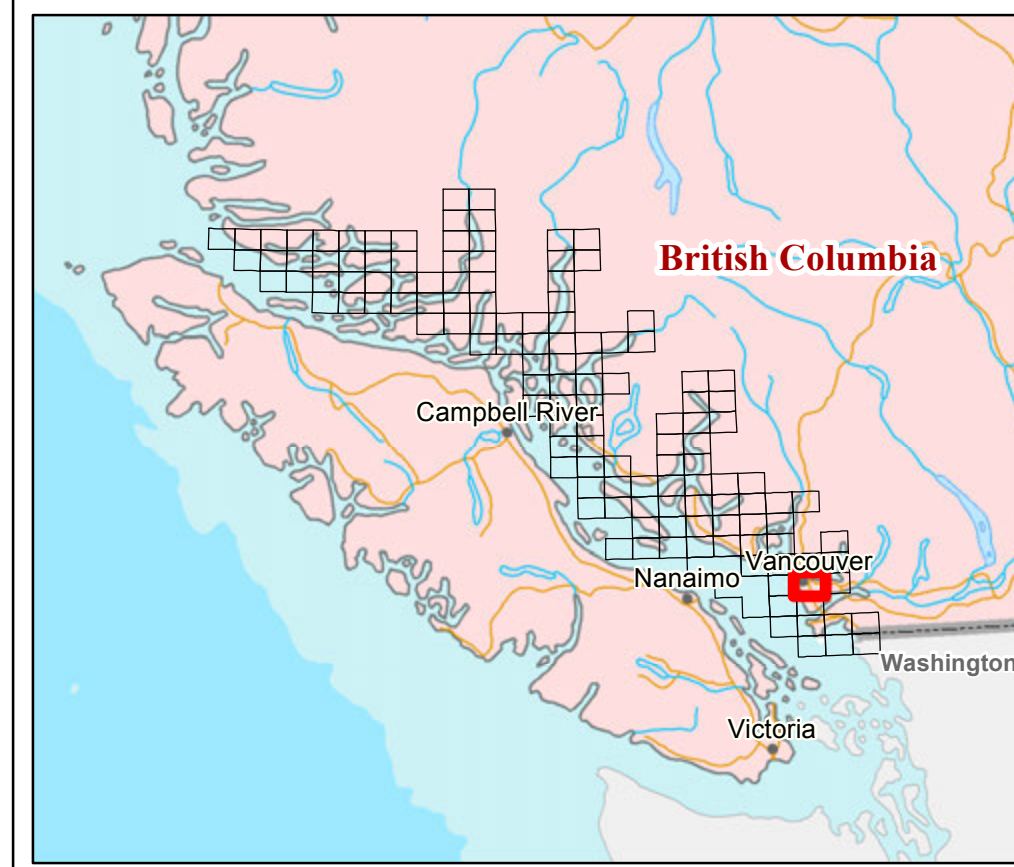 British Columbia
Campbell River
Vancouver
Nanaimo
Washington
Victoria